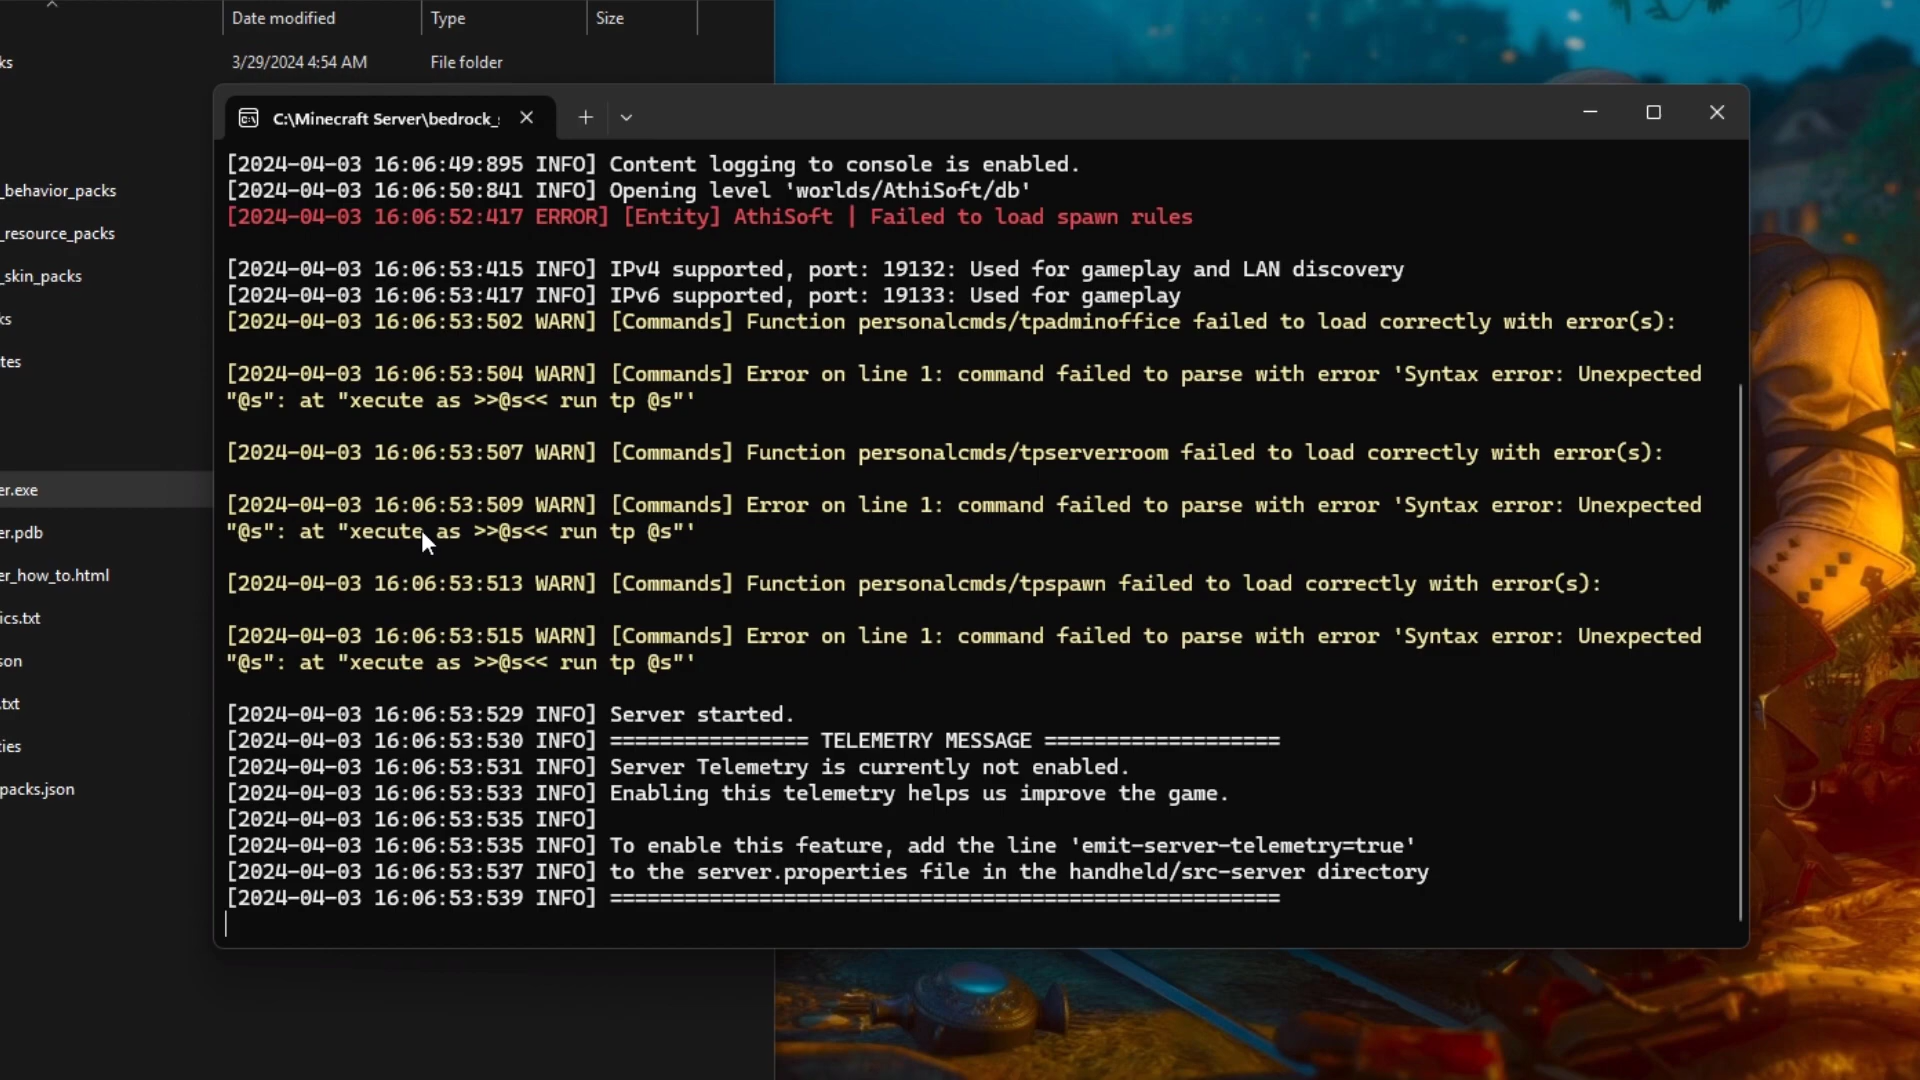 Date modified Type Size
ks 3/29/2024 4:54 AM File folder
C:\Minecraft Server\bedrock_
[2024-04-03 16:06:49:895 INFO] Content logging to console is enabled.
[2024-04-03 16:06:50:841 INFO] Opening level 'worlds/AthiSoft/db'
[2024-04-03 16:06:52:417 ERROR] [Entity] AthiSoft | Failed to load spawn rules
[2024-04-03 16:06:53:415 INFO] IPv4 supported, port: 19132: Used for gameplay and LAN discovery
[2024-04-03 16:06:53:417 INFO] IPv6 supported, port: 19133: Used for gameplay
[2024-04-03 16:06:53:502 WARN] [Commands] Function personalcmds/tpadminoffice failed to load correctly with error(s):
[2024-04-03 16:06:53:504 WARN] [Commands] Error on line 1: command failed to parse with error 'Syntax error: Unexpected
"@s": at "xecute as >>@s<< run tp @s"'
[2024-04-03 16:06:53:507 WARN] [Commands] Function personalcmds/tpserverroom failed to load correctly with error(s):
[2024-04-03 16:06:53:509 WARN] [Commands] Error on line 1: command failed to parse with error 'Syntax error: Unexpected
"@s": at "xecute as >>@s<< run tp @s"'
[2024-04-03 16:06:53:513 WARN] [Commands] Function personalcmds/tpspawn failed to load correctly with error(s):
[2024-04-03 16:06:53:515 WARN] [Commands] Error on line 1: command failed to parse with error 'Syntax error: Unexpected
"@s": at "xecute as >>@s<< run tp @s"'
[2024-04-03 16:06:53:529 INFO] Server started.
[2024-04-03 16:06:53:530 INFO] ================ TELEMETRY MESSAGE ===================
[2024-04-03 16:06:53:531 INFO] Server Telemetry is currently not enabled.
[2024-04-03 16:06:53:533 INFO] Enabling this telemetry helps us improve the game.
[2024-04-03 16:06:53:535 INFO]
[2024-04-03 16:06:53:535 INFO] To enable this feature, add the line 'emit-server-telemetry=true'
[2024-04-03 16:06:53:537 INFO] to the server.properties file in the handheld/src-server directory
[2024-04-03 16:06:53:539 INFO] ======================================================
_behavior_packs
_resource_packs
_skin_packs
ks
tes
er.exe
er.pdb
er_how_to.html
ics.txt
son
.txt
ties
packs.json